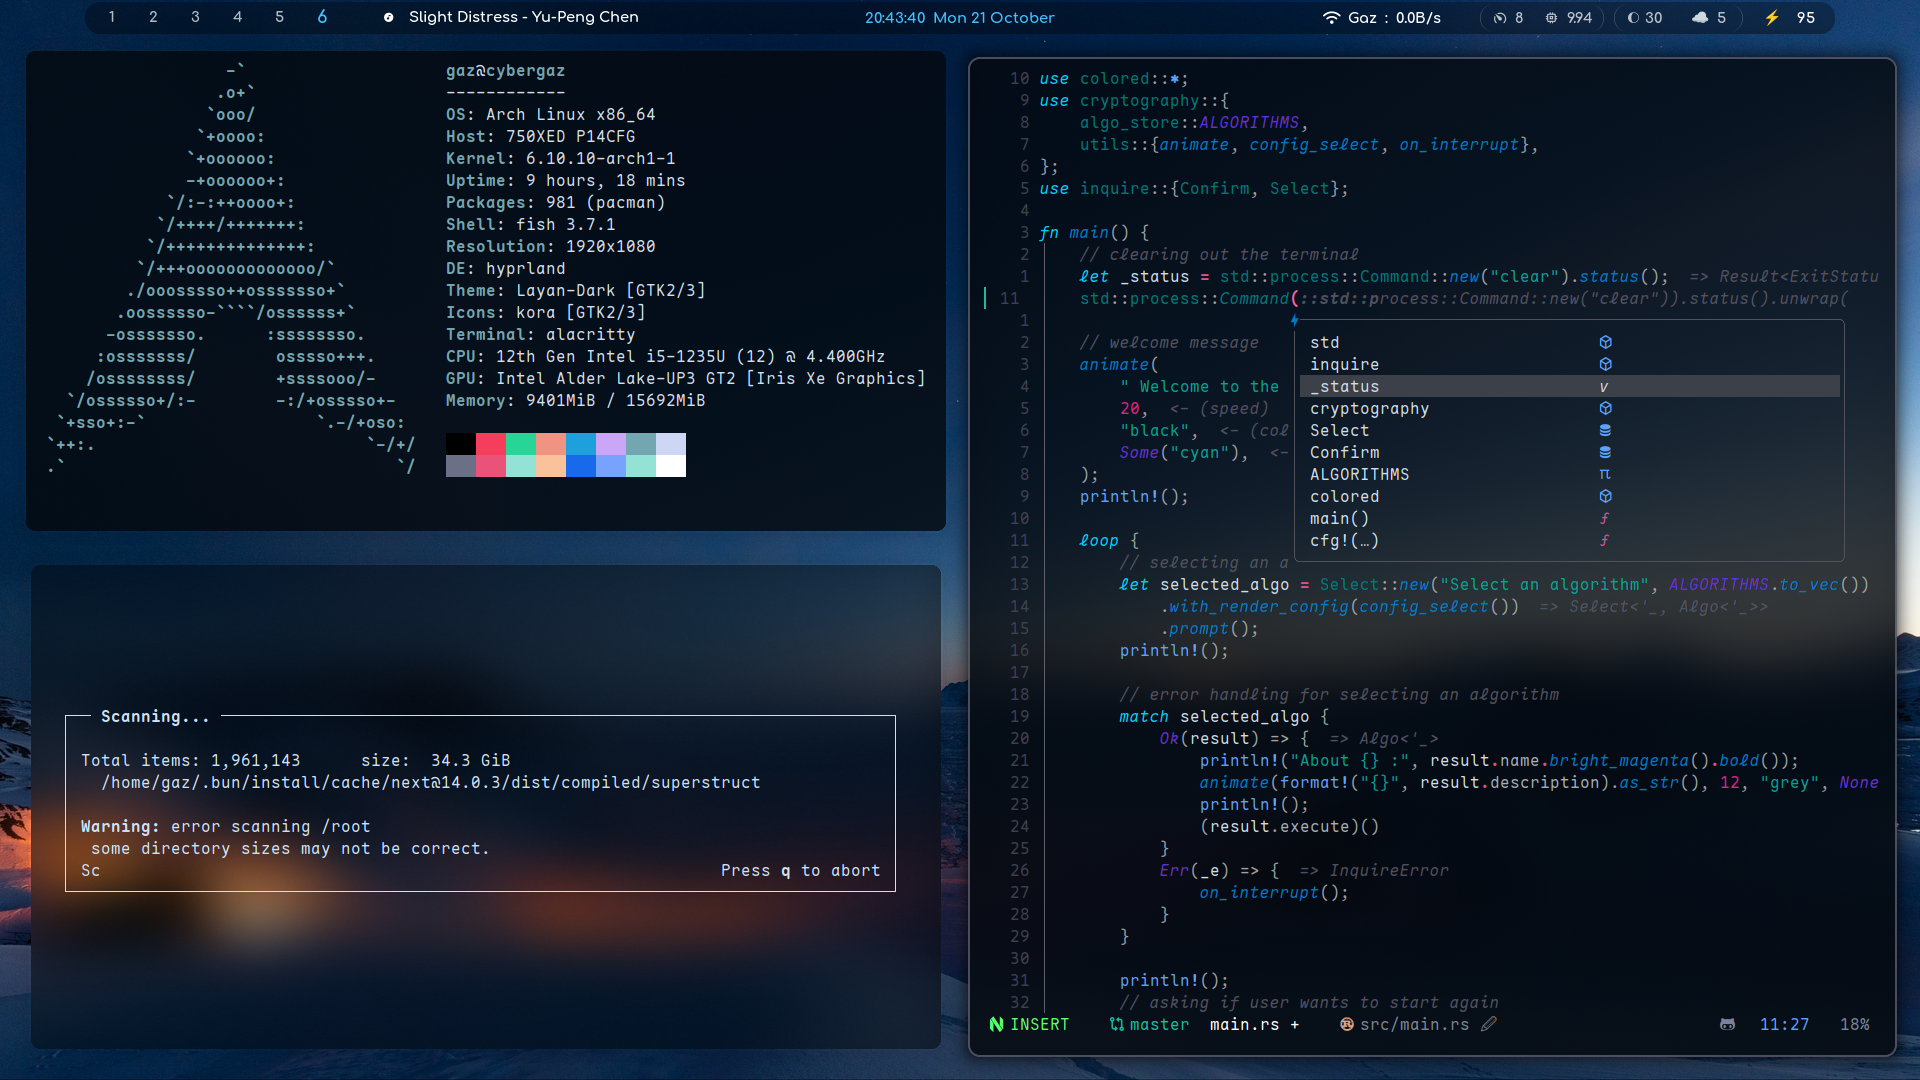 1 2 3 4 5 6 Slight Distress - Yu-Peng Chen 20:43:40 Mon 21 October Gaz : 0.0B/s 8 9.94 30 5 95
-`
.o+`
`ooo/
`+oooo:
`+oooooo:
-+oooooo+:
`/:-:++oooo+:
`/++++/+++++++:
`/++++++++++++++:
`/+++ooooooooooooo/`
./ooosssso++osssssso+`
.oossssso-````/ossssss+`
-osssssso.      :ssssssso.
:osssssss/        osssso+++.
/ossssssss/        +ssssooo/-
`/ossssso+/:-        -:/+osssso+-
`+sso+:-`                 `.-/+oso:
`++:.                           `-/+/
.`                                 `/
gaz@cybergaz
------------
OS: Arch Linux x86_64
Host: 750XED P14CFG
Kernel: 6.10.10-arch1-1
Uptime: 9 hours, 18 mins
Packages: 981 (pacman)
Shell: fish 3.7.1
Resolution: 1920x1080
DE: hyprland
Theme: Layan-Dark [GTK2/3]
Icons: kora [GTK2/3]
Terminal: alacritty
CPU: 12th Gen Intel i5-1235U (12) @ 4.400GHz
GPU: Intel Alder Lake-UP3 GT2 [Iris Xe Graphics]
Memory: 9401MiB / 15692MiB
Scanning...
Total items: 1,961,143      size:  34.3 GiB
/home/gaz/.bun/install/cache/next@14.0.3/dist/compiled/superstruct
Warning: error scanning /root
some directory sizes may not be correct.
Sc Press q to abort
10 use colored::*;
9 use cryptography::{
8     algo_store::ALGORITHMS,
7     utils::{animate, config_select, on_interrupt},
6 };
5 use inquire::{Confirm, Select};
4
3 fn main() {
2     // clearing out the terminal
1     let _status = std::process::Command::new("clear").status();  => Result<ExitStatu
11     std::process::Command(::std::process::Command::new("clear")).status().unwrap(
1
2     // welcome message
3     animate(
4         " Welcome to the
5         20,  <- (speed)
6         "black",  <- (col
7         Some("cyan"),  <-
8     );
9     println!();
10
11     loop {
12         // selecting an a
std
inquire
_status v
cryptography
Select
Confirm
ALGORITHMS π
colored
main() f
cfg!(…) f
13         let selected_algo = Select::new("Select an algorithm", ALGORITHMS.to_vec())
14             .with_render_config(config_select())  => Select<'_, Algo<'_>>
15             .prompt();
16         println!();
17
18         // error handling for selecting an algorithm
19         match selected_algo {
20             Ok(result) => {  => Algo<'_>
21                 println!("About {} :", result.name.bright_magenta().bold());
22                 animate(format!("{}", result.description).as_str(), 12, "grey", None
23                 println!();
24                 (result.execute)()
25             }
26             Err(_e) => {  => InquireError
27                 on_interrupt();
28             }
29         }
30
31         println!();
32         // asking if user wants to start again
INSERT master main.rs + src/main.rs 11:27 18%